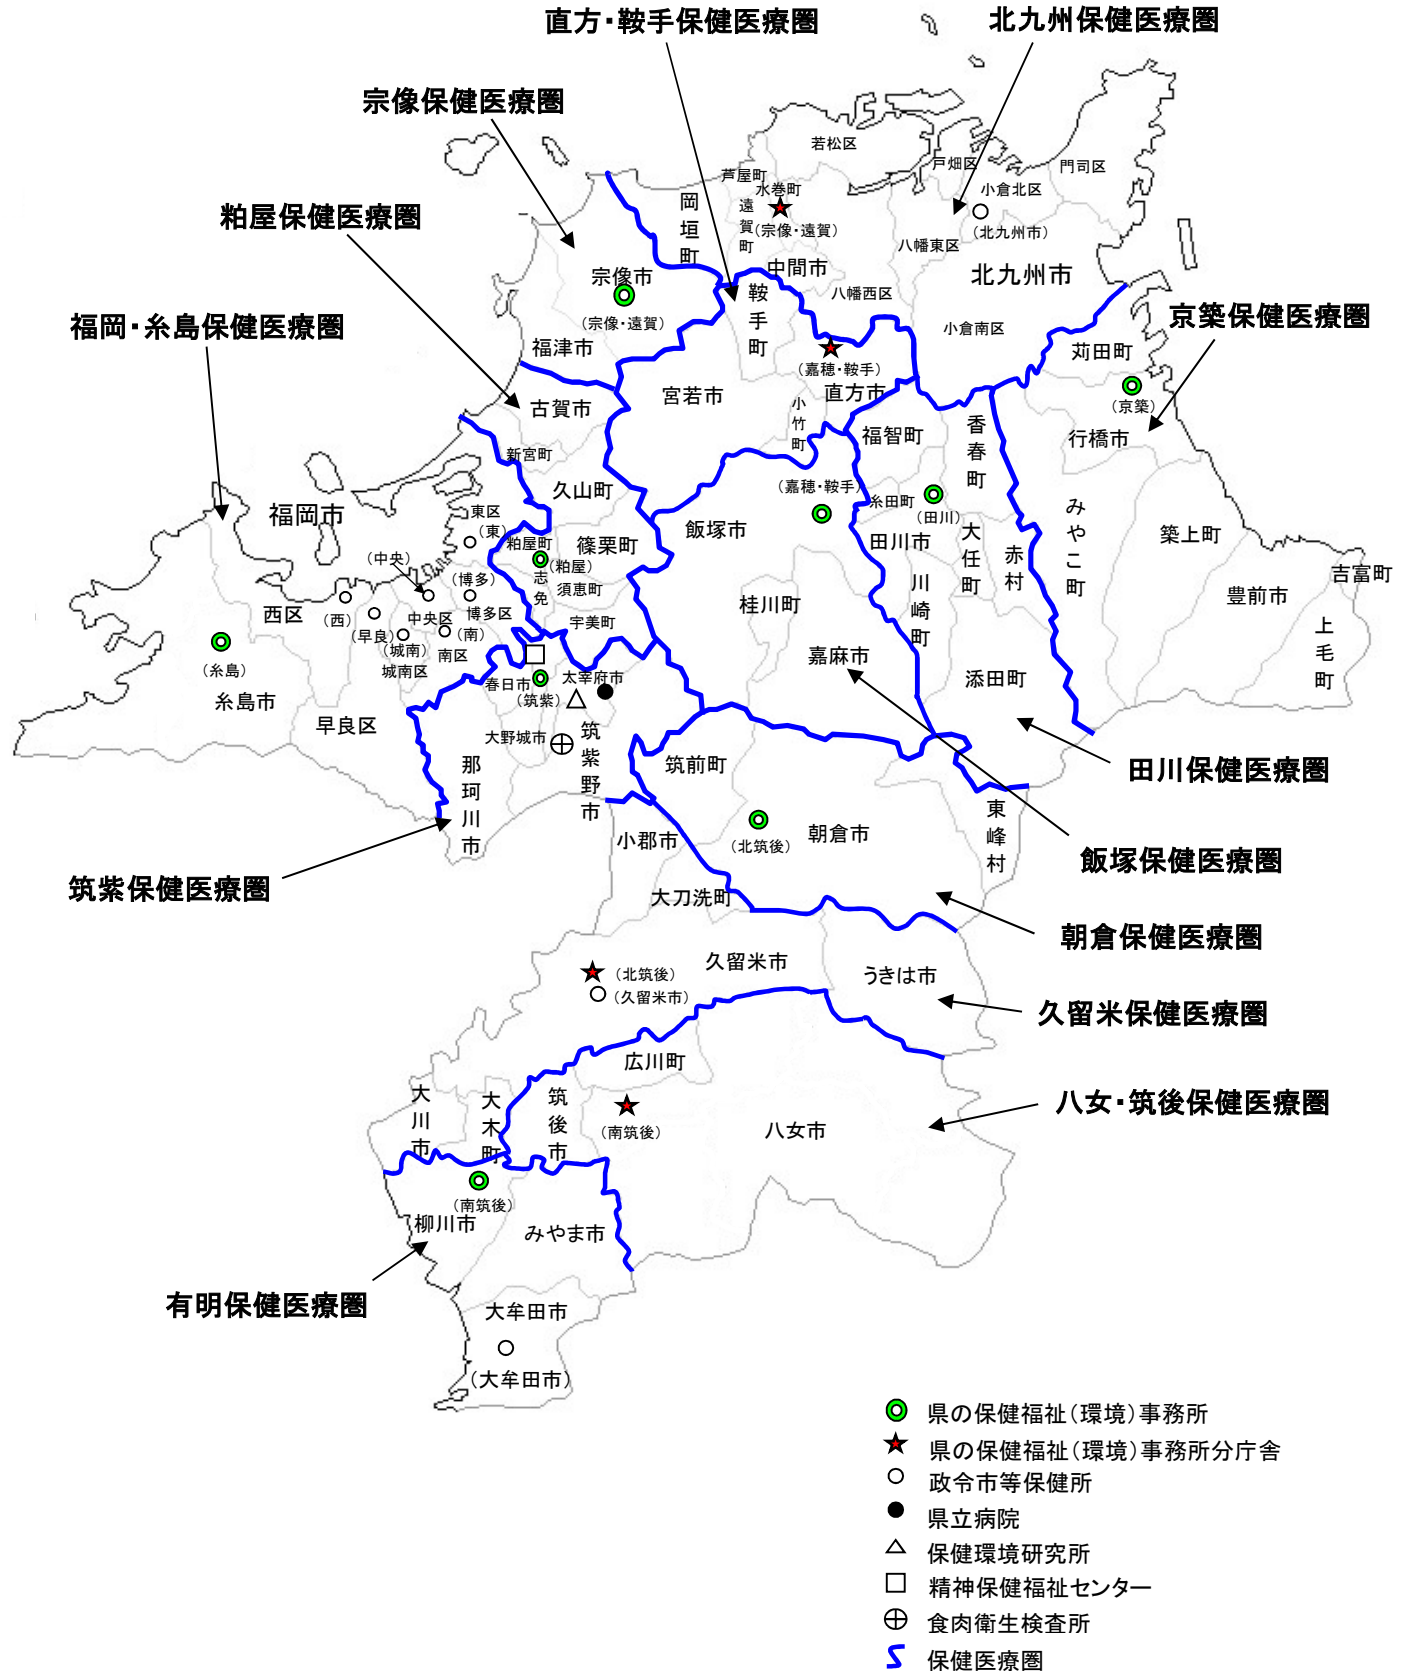 直方・鞍手保健医療圏
北九州保健医療圏
宗像保健医療圏
若松区
戸畑区
門司区
芦屋町
水巻町
小倉北区
岡垣町
遠賀町
(宗像・遠賀)
(北九州市)
粕屋保健医療圏
八幡東区
宗像市
中間市
北九州市
鞍手町
八幡西区
(宗像・遠賀)
小倉南区
福岡・糸島保健医療圏
京築保健医療圏
福津市
苅田町
(嘉穂・鞍手)
直方市
宮若市
(京築)
古賀市
小竹町
福智町
香春町
行橋市
新宮町
久山町
(嘉穂・鞍手)
糸田町
(田川)
みやこ町
福岡市
東区
(東)
飯塚市
田川市
大任町
築上町
粕屋町
(粕屋)
篠栗町
志免
須恵町
赤村
吉富町
(中央)
(博多)
川崎町
豊前市
西区
(西)
(早良)
中央区
博多区
宇美町
桂川町
上毛町
(城南)
(南)
城南区
南区
(糸島)
糸島市
春日市
(筑紫)
太宰府市
嘉麻市
添田町
早良区
大野城市
筑紫野市
那珂川市
筑前町
田川保健医療圏
小郡市
(北筑後)
朝倉市
東峰村
飯塚保健医療圏
筑紫保健医療圏
大刀洗町
朝倉保健医療圏
久留米市
うきは市
(北筑後)
(久留米市)
久留米保健医療圏
広川町
大川市
大木町
筑後市
(南筑後)
八女市
八女・筑後保健医療圏
(南筑後)
柳川市
みやま市
有明保健医療圏
大牟田市
(大牟田市)
県の保健福祉(環境)事務所
県の保健福祉(環境)事務所分庁舎
政令市等保健所
県立病院
保健環境研究所
精神保健福祉センター
食肉衛生検査所
保健医療圏